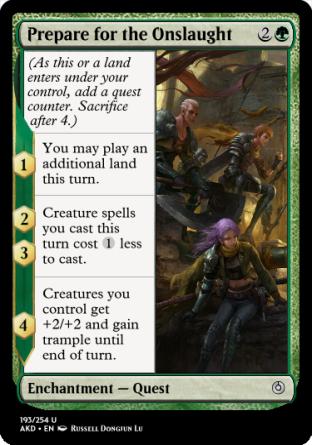 Prepare for the Onslaught 2
(As this or a land
enters under your
control, add a quest
counter. Sacrifice
after 4.)
1
You may play an
additional land
this turn.
2
3
Creature spells
you cast this
turn cost 1 less
to cast.
4
Creatures you
control get
+2/+2 and gain
trample until
end of turn.
Enchantment — Quest
193/254 U
AKD • EN Russell Dongjun Lu